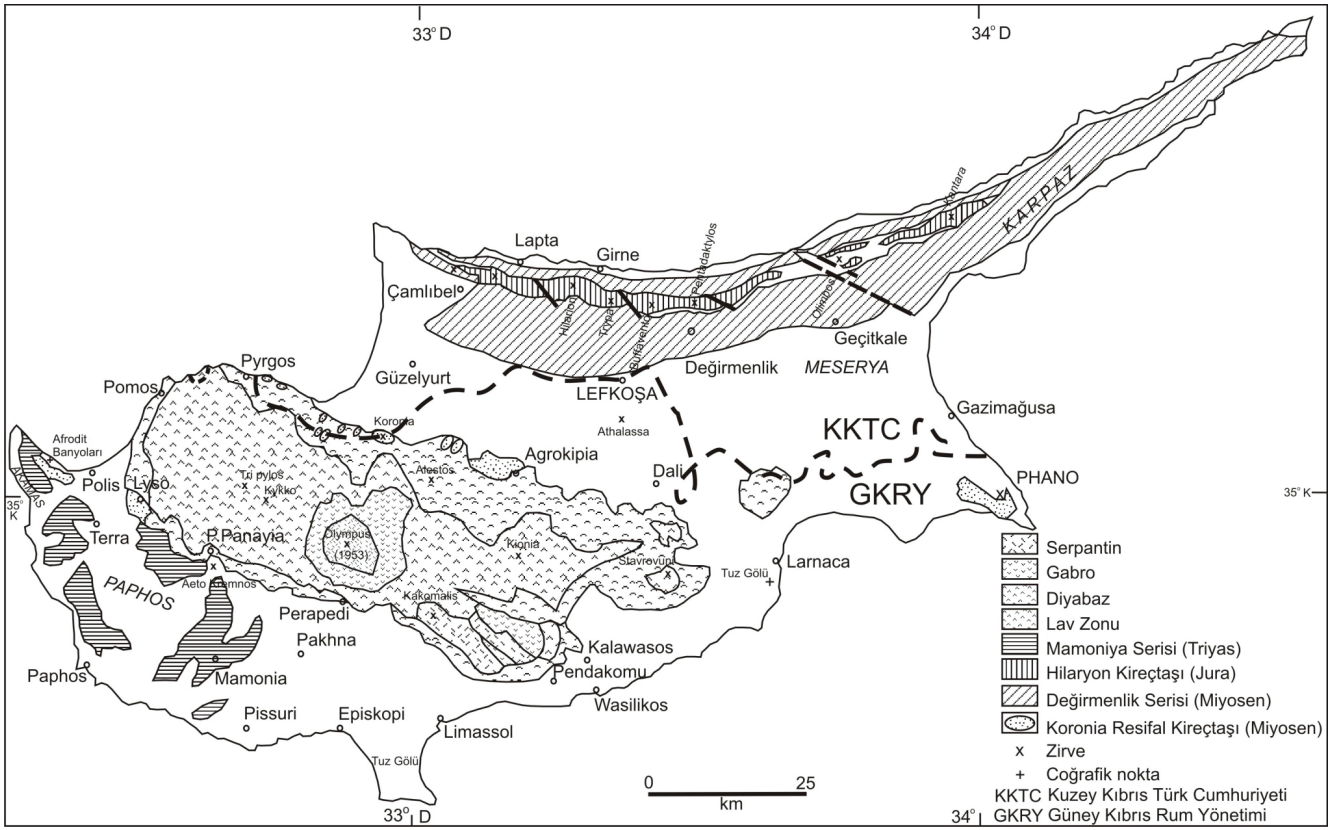 33° D
34° D
Kantara
KARPAZ
Lapta
Girne
Pentadaktylos
Çamlıbel
Hilarion
Trypa
Buffavento
Olimbos
Geçitkale
Değirmenlik
MESERYA
Pyrgos
Güzelyurt
Pomos
LEFKOŞA
Gazimağusa
Koronia
Athalassa
KKTC
Afrodit
Banyoları
AKAMAS
Agrokipia
Alestos
Dali
PHANO
Polis
Lyso
Tri pylos
Kykko
GKRY
35°
K
35° K
Terra
P.Panayia
Olympus
(1953)
Kionia
Stavrovuni
Tuz Gölü
Larnaca
Aeto Kremnos
PAPHOS
Kakomalis
Perapedi
Pakhna
Kalawasos
Paphos
Mamonia
Pendakomu
Wasilikos
Pissuri
Episkopi
Limassol
Tuz Gölü
Serpantin
Gabro
Diyabaz
Lav Zonu
Mamoniya Serisi (Triyas)
Hilaryon Kireçtaşı (Jura)
Değirmenlik Serisi (Miyosen)
Koronia Resifal Kireçtaşı (Miyosen)
x Zirve
+ Coğrafik nokta
KKTC Kuzey Kıbrıs Türk Cumhuriyeti
GKRY Güney Kıbrıs Rum Yönetimi
0 25
km
33° D
34°